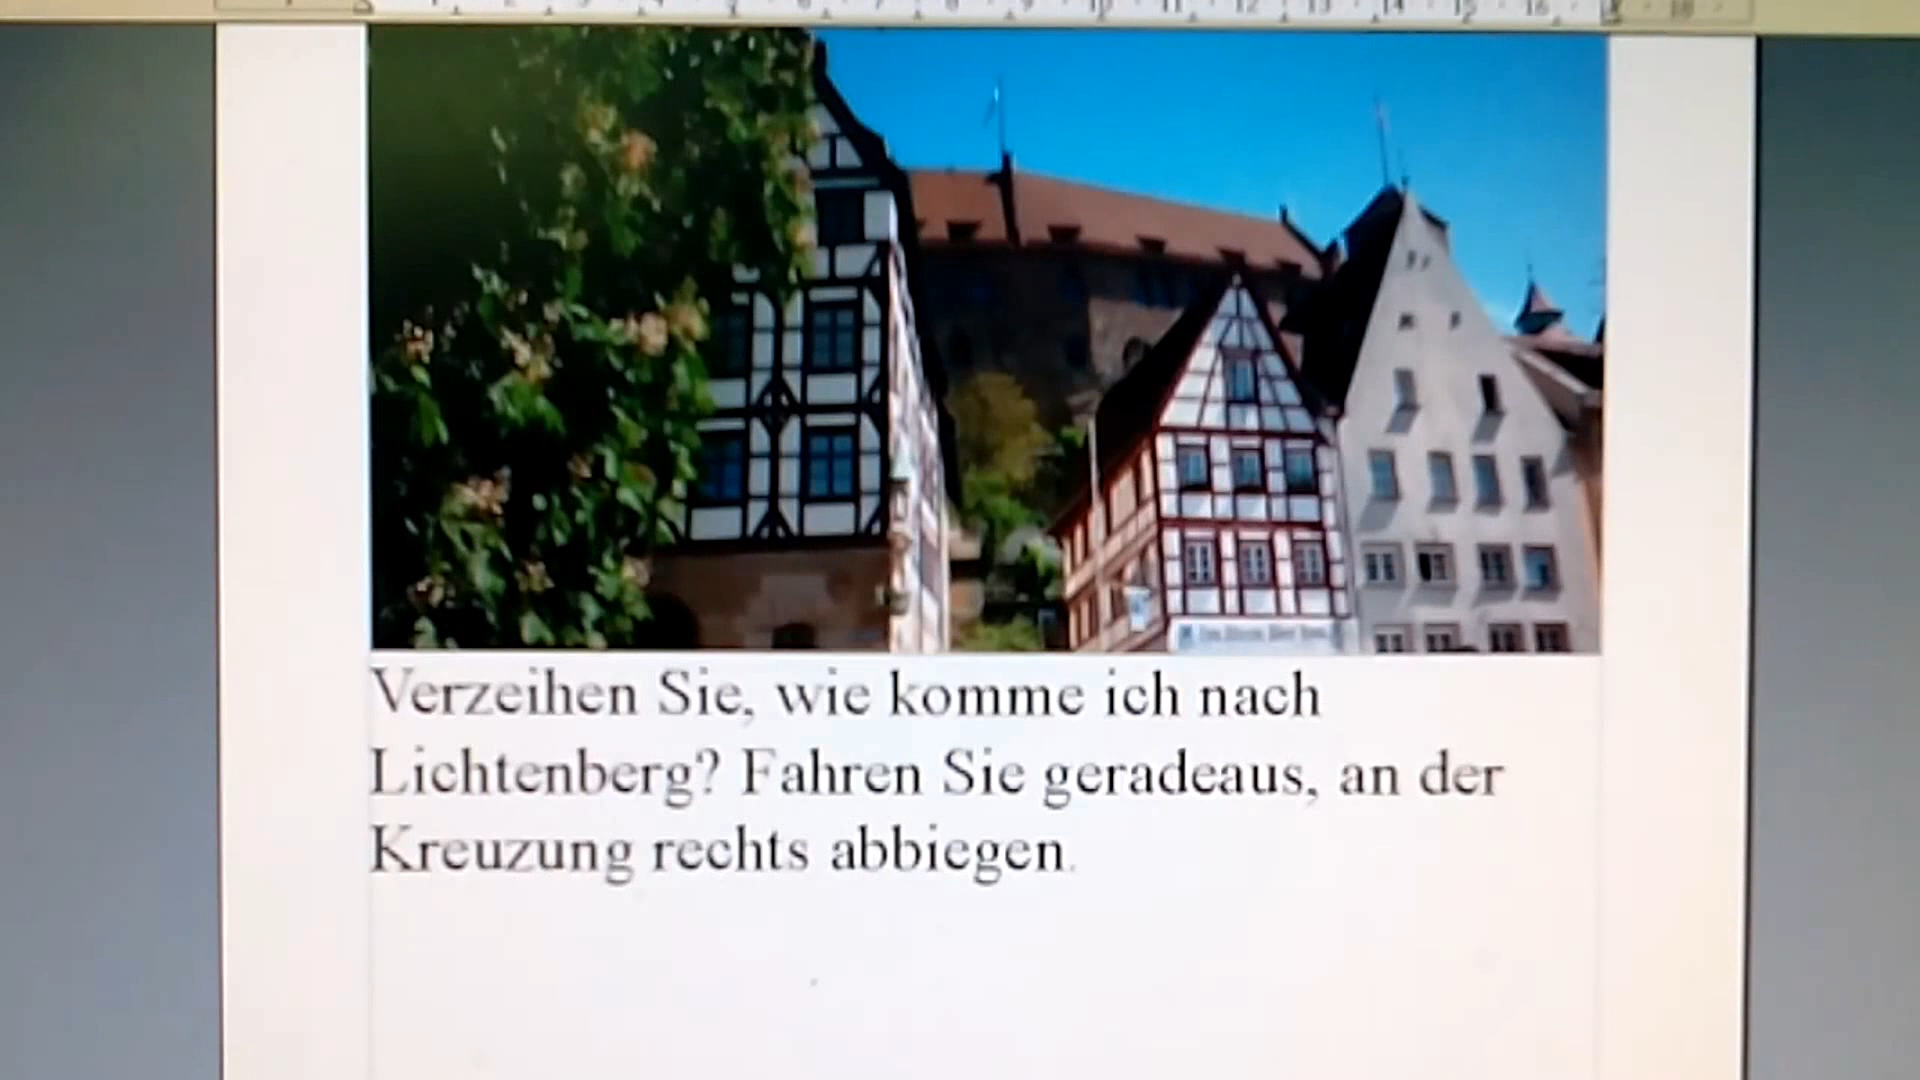 Verzeihen Sie, wie komme ich nach
Lichtenberg? Fahren Sie geradeaus, an der
Kreuzung rechts abbiegen.